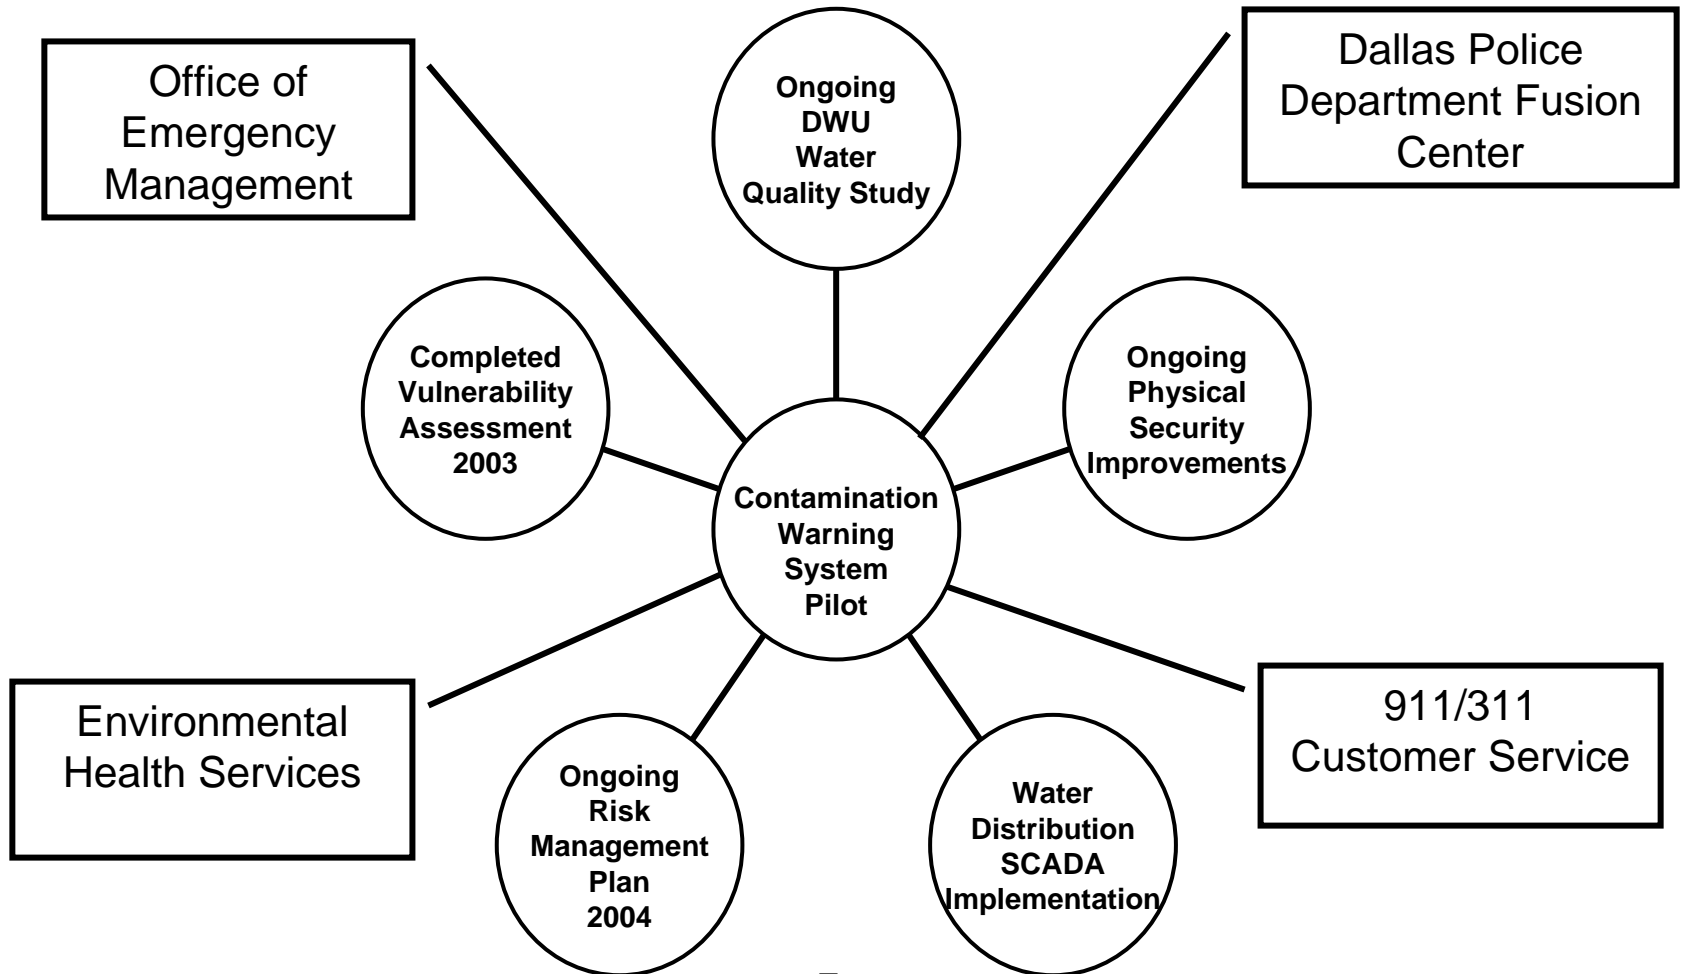 Office of
Emergency
Management
Ongoing
DWU
Water
Quality Study
Dallas Police
Department Fusion
Center
Completed
Vulnerability
Assessment
2003
Ongoing
Physical
Security
Improvements
Contamination
Warning
System
Pilot
Environmental
Health Services
Ongoing
Risk
Management
Plan
2004
Water
Distribution
SCADA
Implementation
911/311
Customer Service